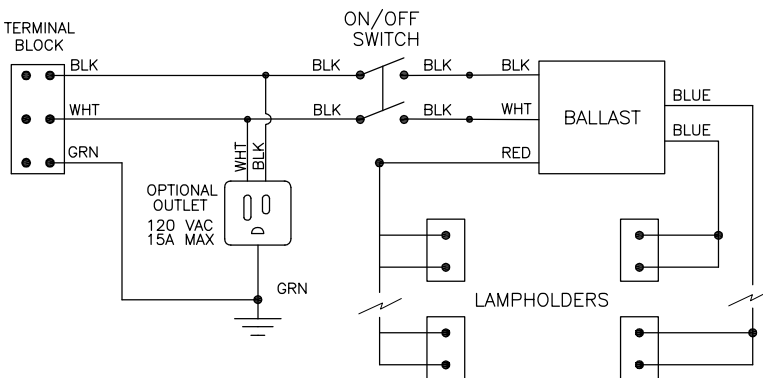 ON/OFF
SWITCH
TERMINAL
BLOCK
BLK
BLK
BLK
BLK
WHT
BLK
BLK
WHT
BALLAST
BLUE
BLUE
GRN
WHT
BLK
RED
OPTIONAL
OUTLET
120 VAC
15A MAX
GRN
LAMPHOLDERS